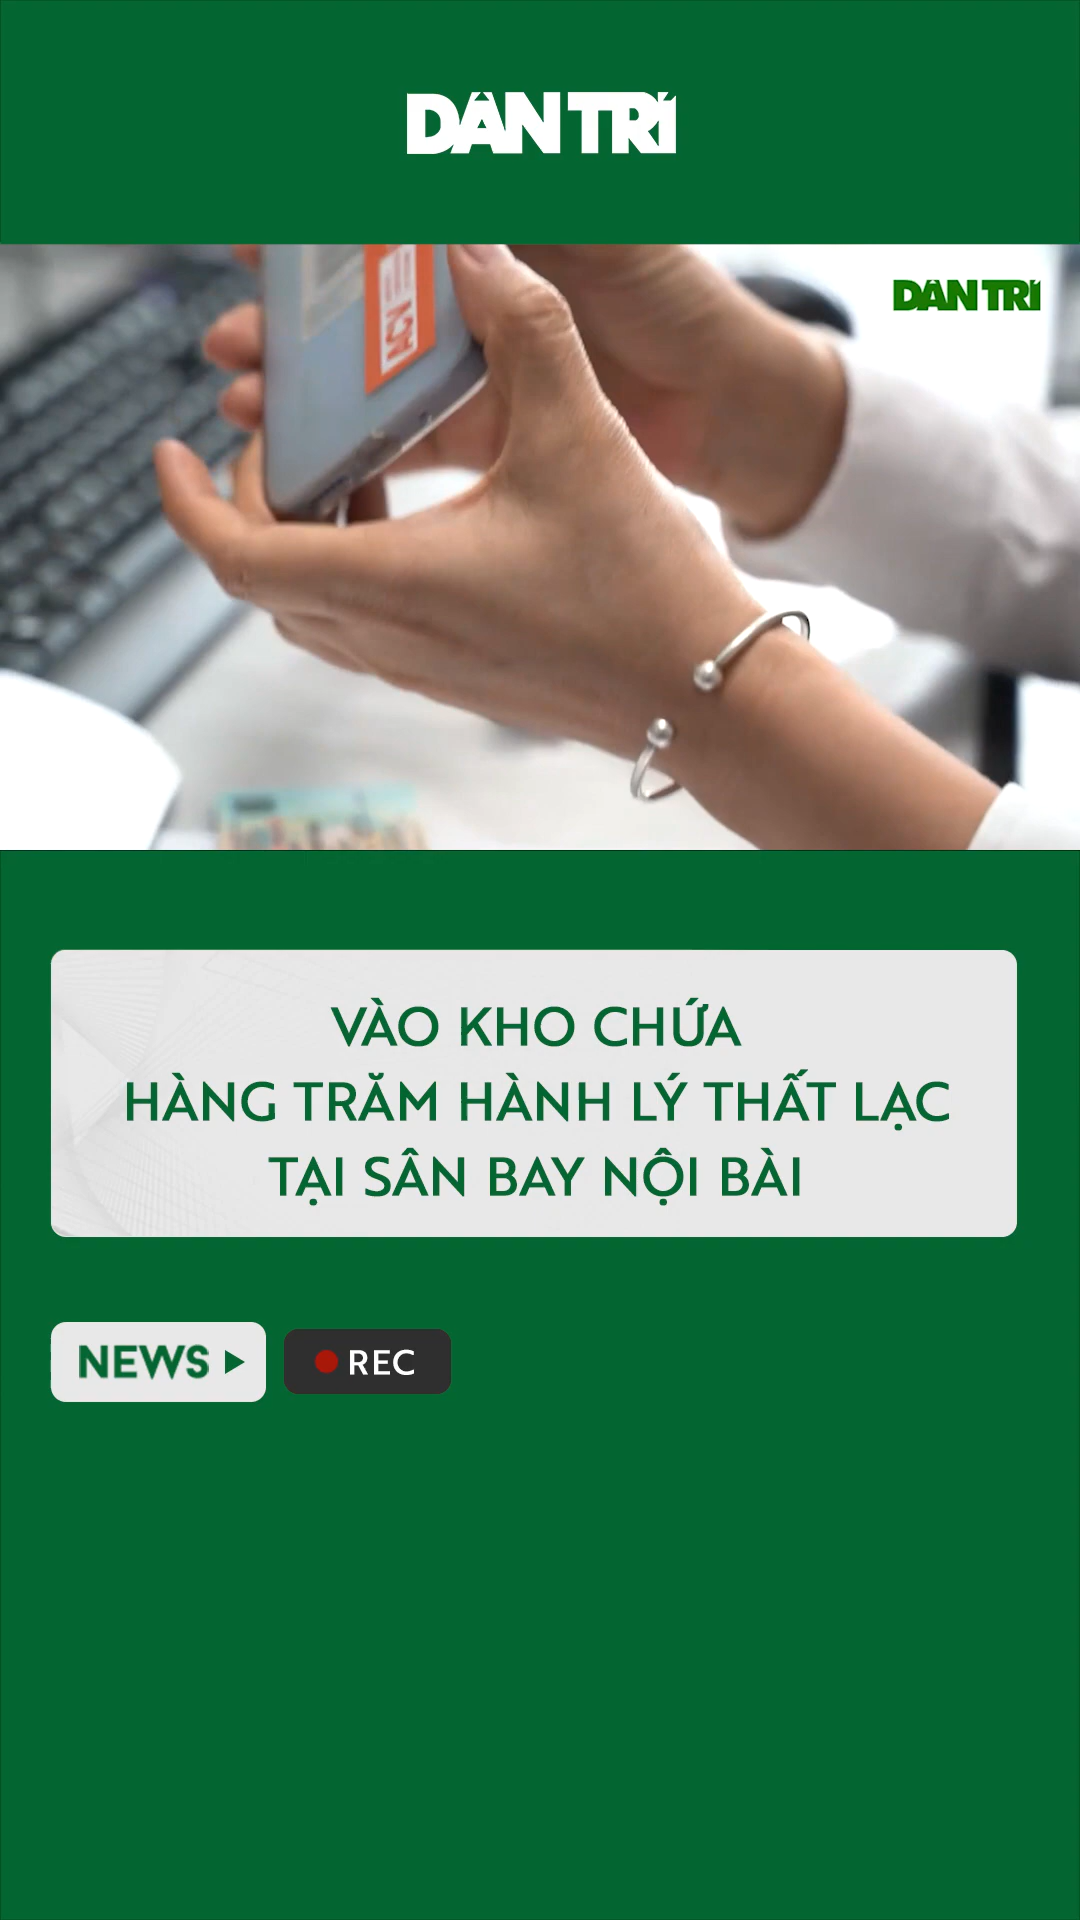 DÂN TRÍ
ACV
DÂN TRÍ
VÀO KHO CHỨA
HÀNG TRĂM HÀNH LÝ THẤT LẠC
TẠI SÂN BAY NỘI BÀI
NEWS
REC